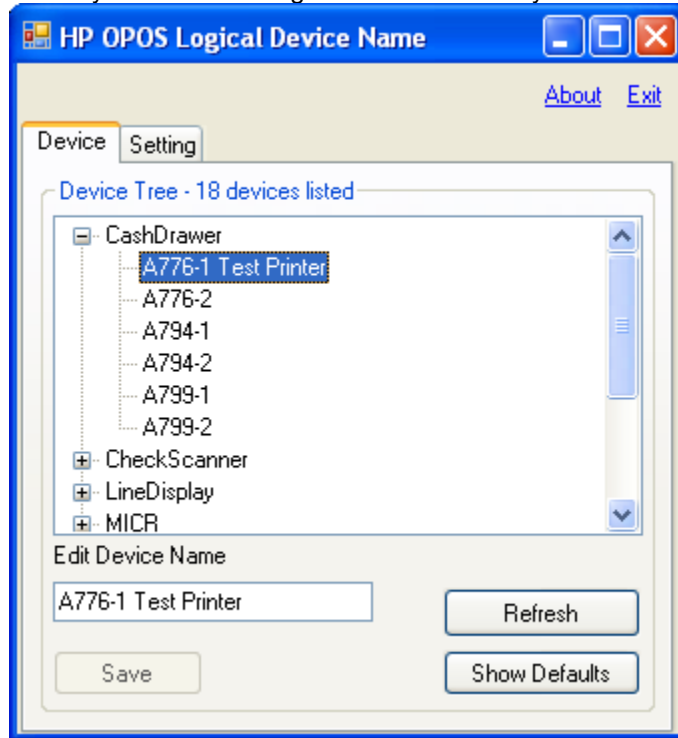 HP OPOS Logical Device Name
About Exit
Device Setting
Device Tree - 18 devices listed
CashDrawer
A776-1 Test Printer
A776-2
A794-1
A794-2
A799-1
A799-2
CheckScanner
LineDisplay
MICR
Edit Device Name
A776-1 Test Printer
Refresh
Save
Show Defaults